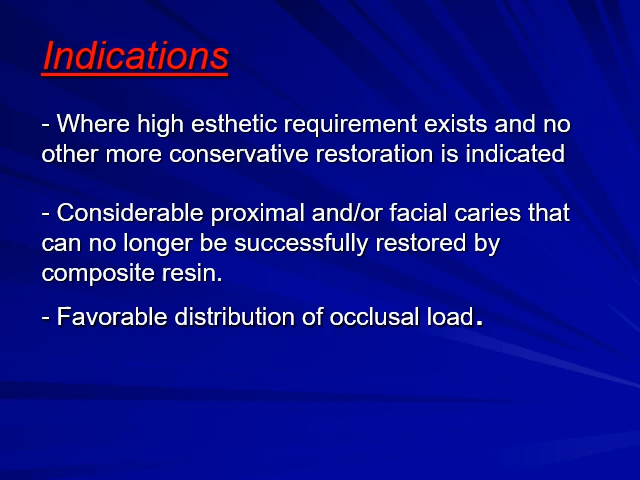 Indications
- Where high esthetic requirement exists and no
other more conservative restoration is indicated
- Considerable proximal and/or facial caries that
can no longer be successfully restored by
composite resin.
- Favorable distribution of occlusal load.